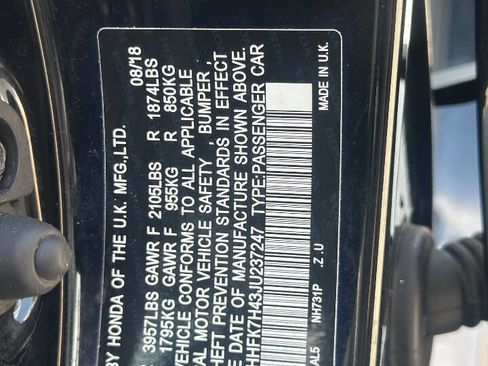 BY HONDA OF THE U.K. MFG.,LTD. 08/18
3957LBS GAWR F 2105LBS R 1874LBS
1795KG GAWR F 955KG R 850KG
VEHICLE CONFORMS TO ALL APPLICABLE
MOTOR VEHICLE SAFETY , BUMPER ,
THEFT PREVENTION STANDARDS IN EFFECT
DATE OF MANUFACTURE SHOWN ABOVE.
HHFK7H43JU237247 TYPE:PASSENGER CAR
NH731P .Z .U MADE IN U.K.